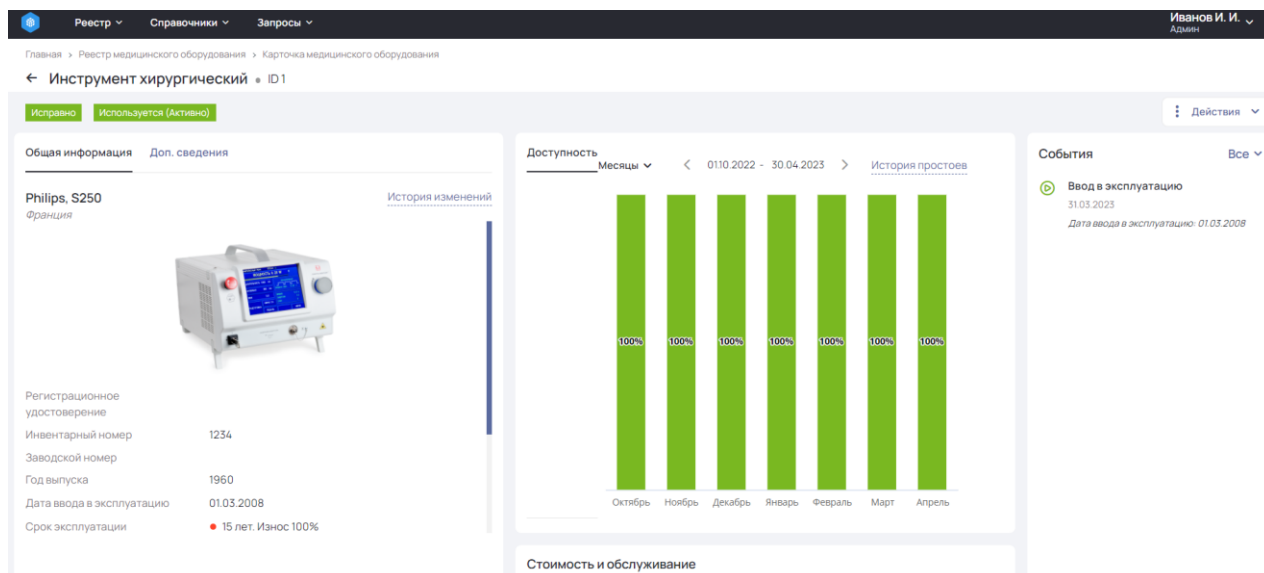 Реестр Справочники Запросы Иванов И. И.
Админ
Главная > Реестр медицинского оборудования > Карточка медицинского оборудования
← Инструмент хирургический • ID 1
Исправно Используется (Активно) Действия
Общая информация Доп. сведения
Philips, S250 История изменений
Франция
Регистрационное
удостоверение
Инвентарный номер 1234
Заводской номер
Год выпуска 1960
Дата ввода в эксплуатацию 01.03.2008
Срок эксплуатации • 15 лет. Износ 100%
Доступность
Месяцы < 01.10.2022 - 30.04.2023 > История простоев
100% 100% 100% 100% 100% 100% 100%
Октябрь Ноябрь Декабрь Январь Февраль Март Апрель
Стоимость и обслуживание
События Все
Ввод в эксплуатацию
31.03.2023
Дата ввода в эксплуатацию: 01.03.2008